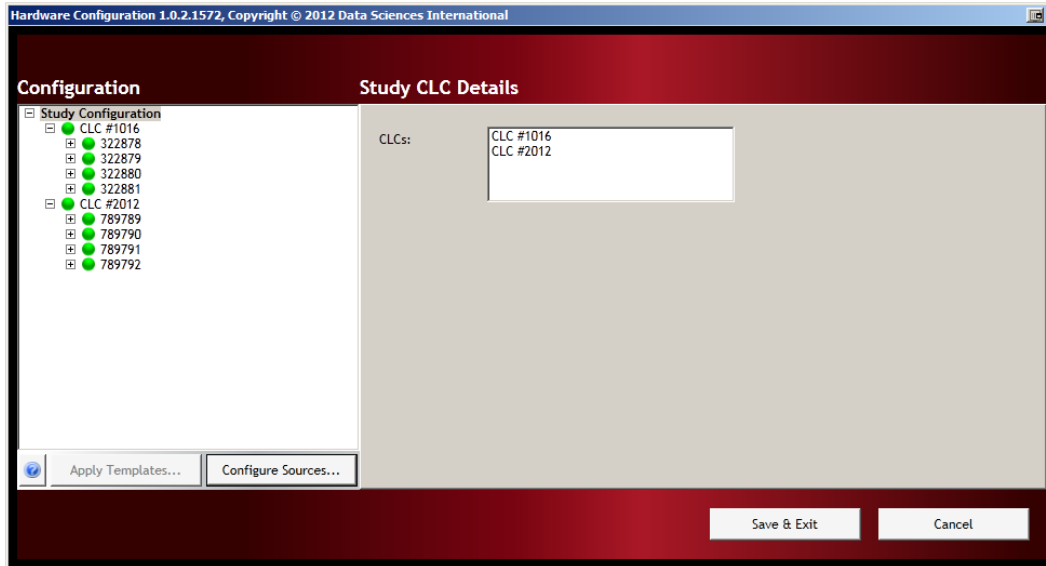 Hardware Configuration 1.0.2.1572, Copyright © 2012 Data Sciences International
Configuration
Study Configuration
CLC #1016
322878
322879
322880
322881
CLC #2012
789789
789790
789791
789792
Apply Templates...
Configure Sources...
Study CLC Details
CLCs:
CLC #1016
CLC #2012
Save & Exit
Cancel